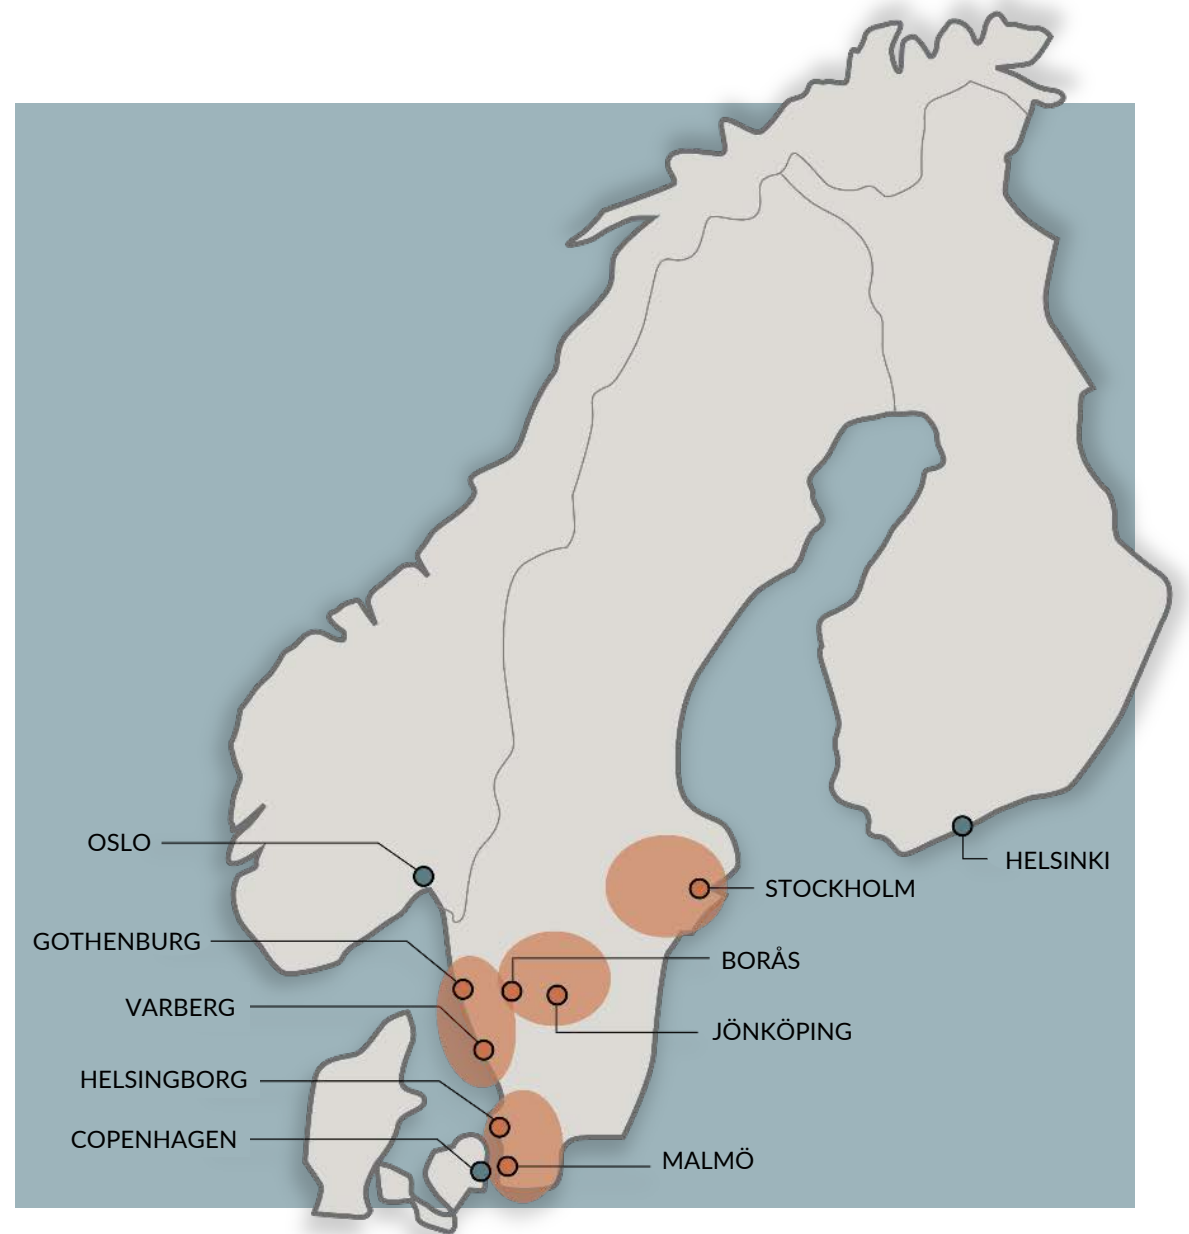 OSLO
HELSINKI
STOCKHOLM
GOTHENBURG
BORÅS
VARBERG
JÖNKÖPING
HELSINGBORG
COPENHAGEN
MALMÖ